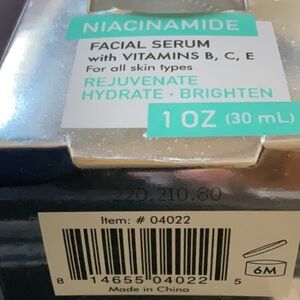 NIACINAMIDE
FACIAL SERUM
with VITAMINS B, C, E
For all skin types
REJUVENATE
HYDRATE • BRIGHTEN
1 OZ (30 mL)
220.210.80
Item: # 04022
8 14655 04022 5
6M
Made in China